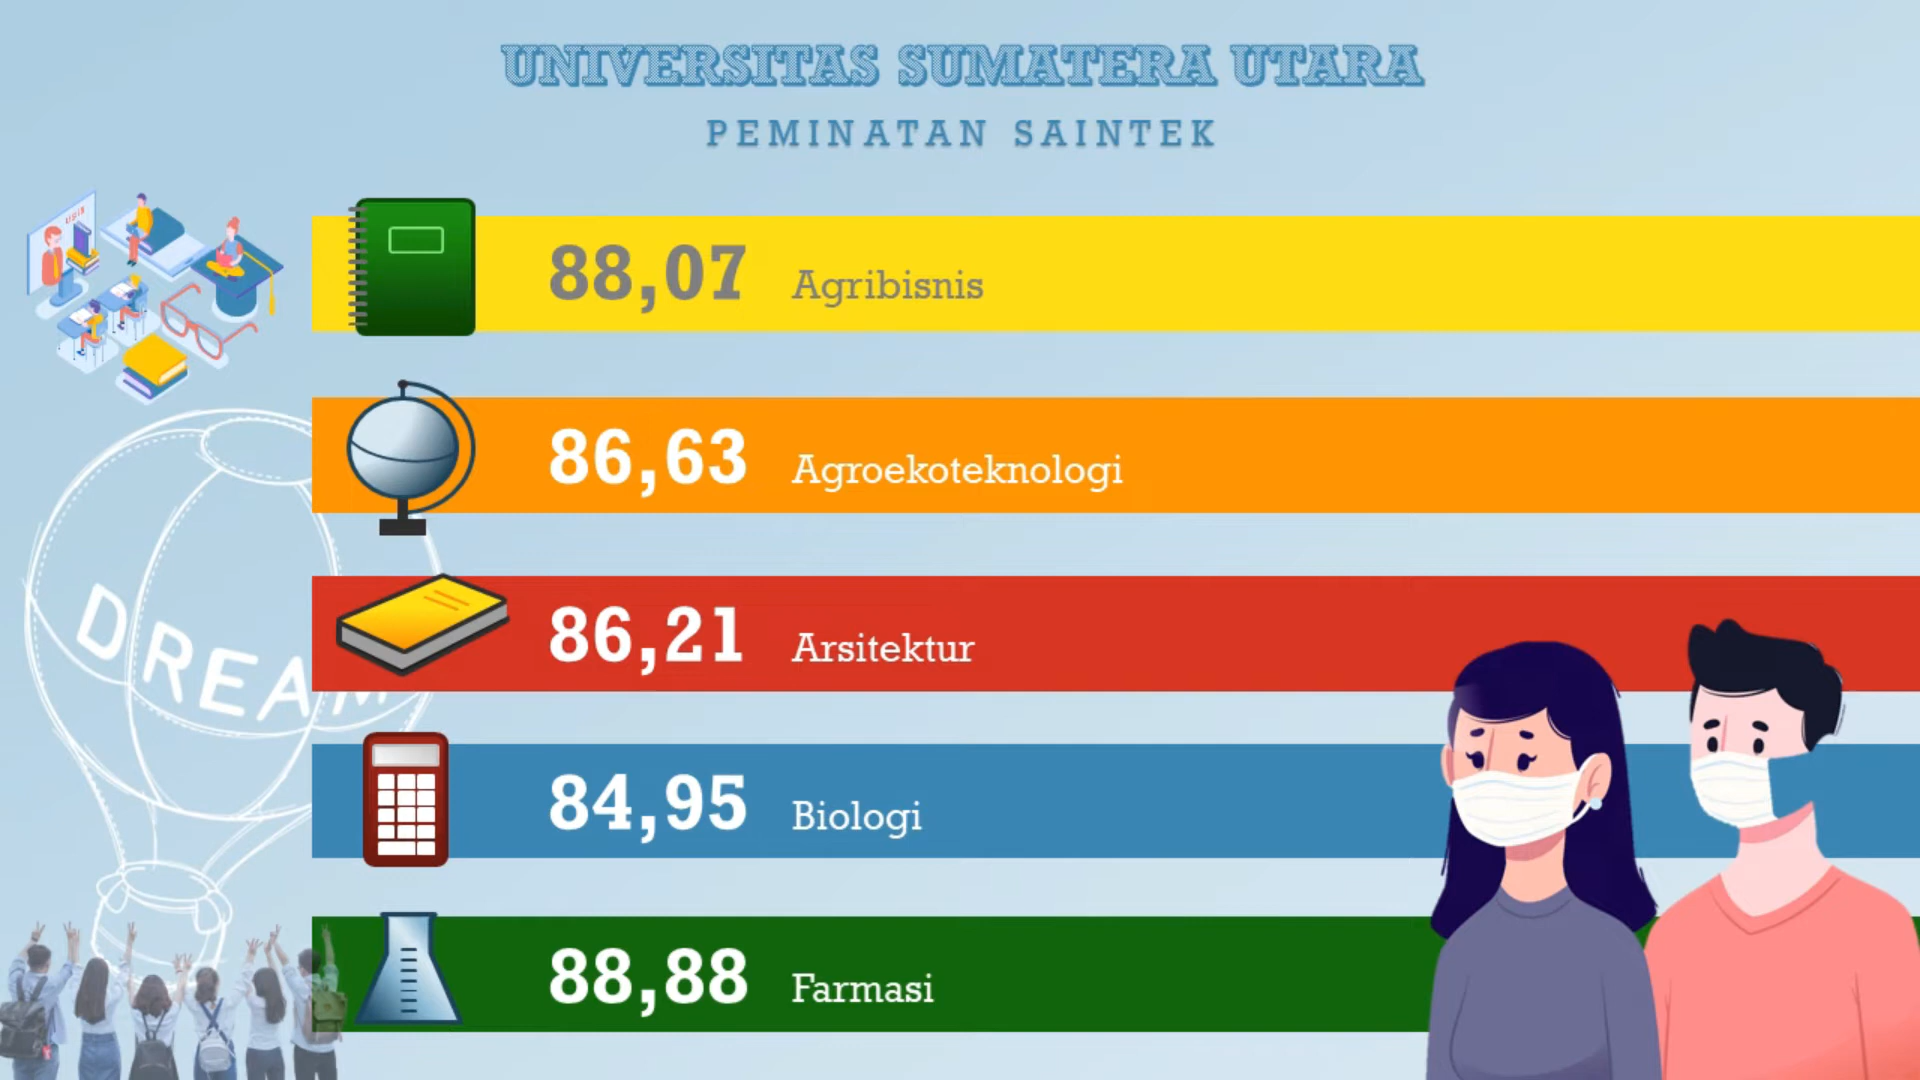 UNIVERSITAS SUMATERA UTARA
PEMINATAN SAINTEK
88,07 Agribisnis
86,63 Agroekoteknologi
86,21 Arsitektur
84,95 Biologi
88,88 Farmasi
DREAM